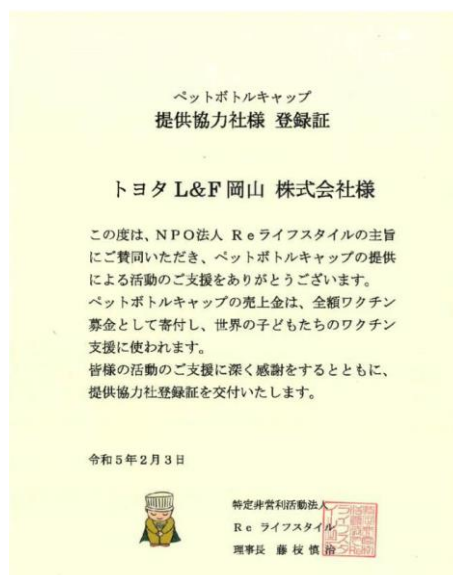 ペットボトルキャップ
提供協力社様 登録証
トヨタ L&F 岡山 株式会社様
この度は、NPO法人 Reライフスタイルの主旨
にご賛同いただき、ペットボトルキャップの提供
による活動のご支援をありがとうございます。
ペットボトルキャップの売上金は、全額ワクチン
募金として寄付し、世界の子どもたちのワクチン
支援に使われます。
皆様の活動のご支援に深く感謝をするとともに、
提供協力社登録証を交付いたします。
令和5年2月3日
特定非営利活動法人
Re ライフスタイル
理事長 藤枝慎治